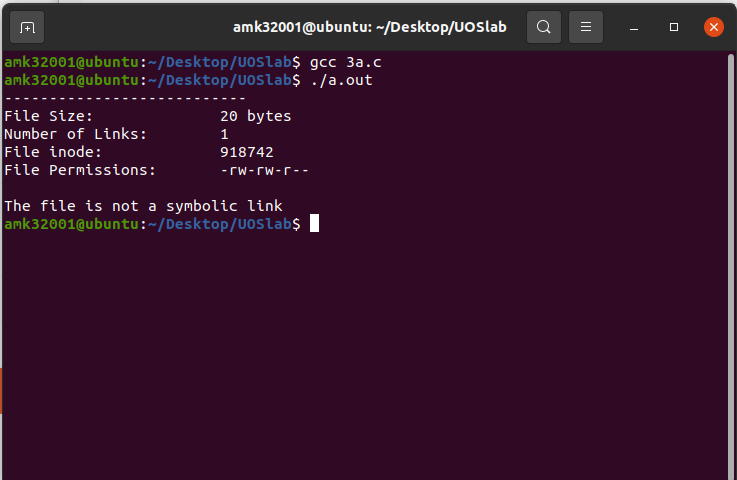 amk32001@ubuntu: ~/Desktop/UOSlab
amk32001@ubuntu:~/Desktop/UOSlab$ gcc 3a.c
amk32001@ubuntu:~/Desktop/UOSlab$ ./a.out
---------------------------
File Size: 20 bytes
Number of Links: 1
File inode: 918742
File Permissions: -rw-rw-r--
The file is not a symbolic link
amk32001@ubuntu:~/Desktop/UOSlab$